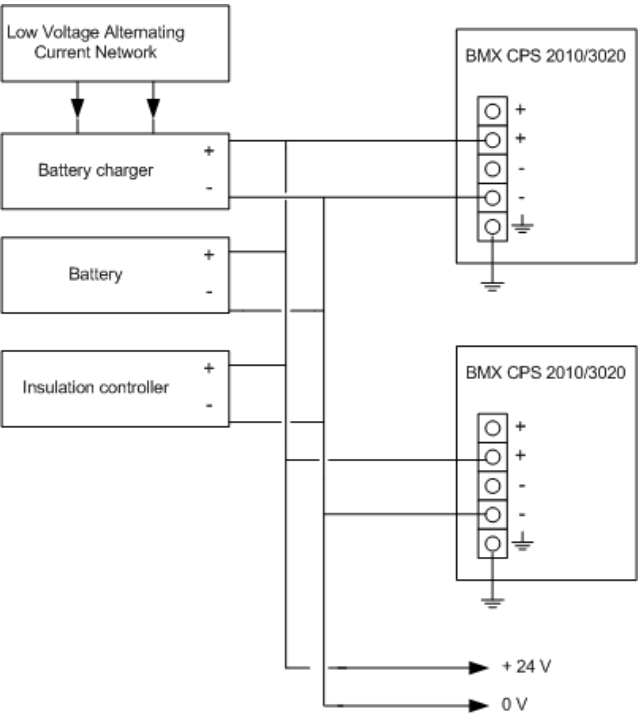 Low Voltage Alternating
Current Network
Battery charger
+
-
Battery
+
-
Insulation controller
+
-
BMX CPS 2010/3020
+
+
-
-
BMX CPS 2010/3020
+
+
-
-
+ 24 V
0 V